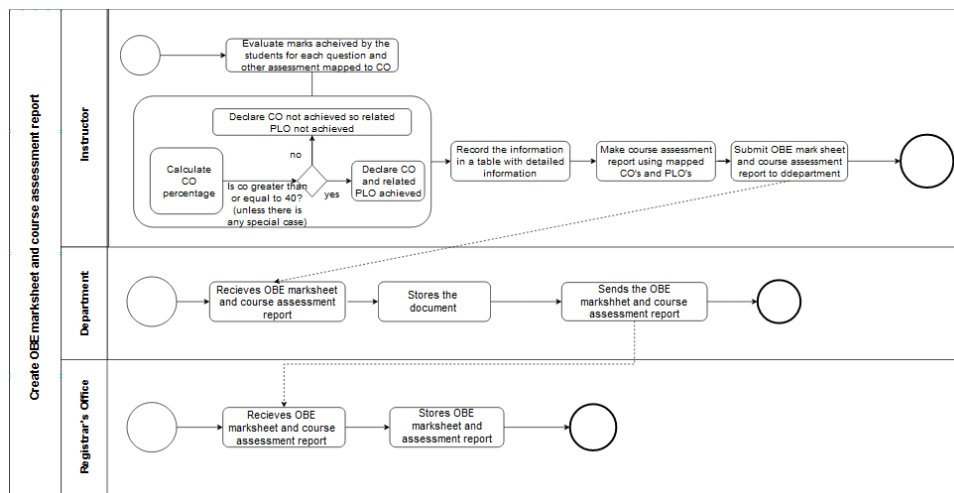 Create OBE marksheet and course assessment report
Instructor
Evaluate marks acheived by the
students for each question and
other assessment mapped to CO
Declare CO not achieved so related
PLO not achieved
no
Calculate
CO
percentage
Is co greater than
or equal to 40?
(unless there is
any special case)
yes
Declare CO
and related
PLO achieved
Record the information
in a table with detailed
information
Make course assessment
report using mapped
CO's and PLO's
Submit OBE mark sheet
and course assessment
report to ddepartment
Department
Recieves OBE marksheet
and course assessment
report
Stores the
document
Sends the OBE
markshhet and course
assessment report
Registrar's Office
Recieves OBE
marksheet and course
assessment report
Stores OBE
marksheet and
assessment report